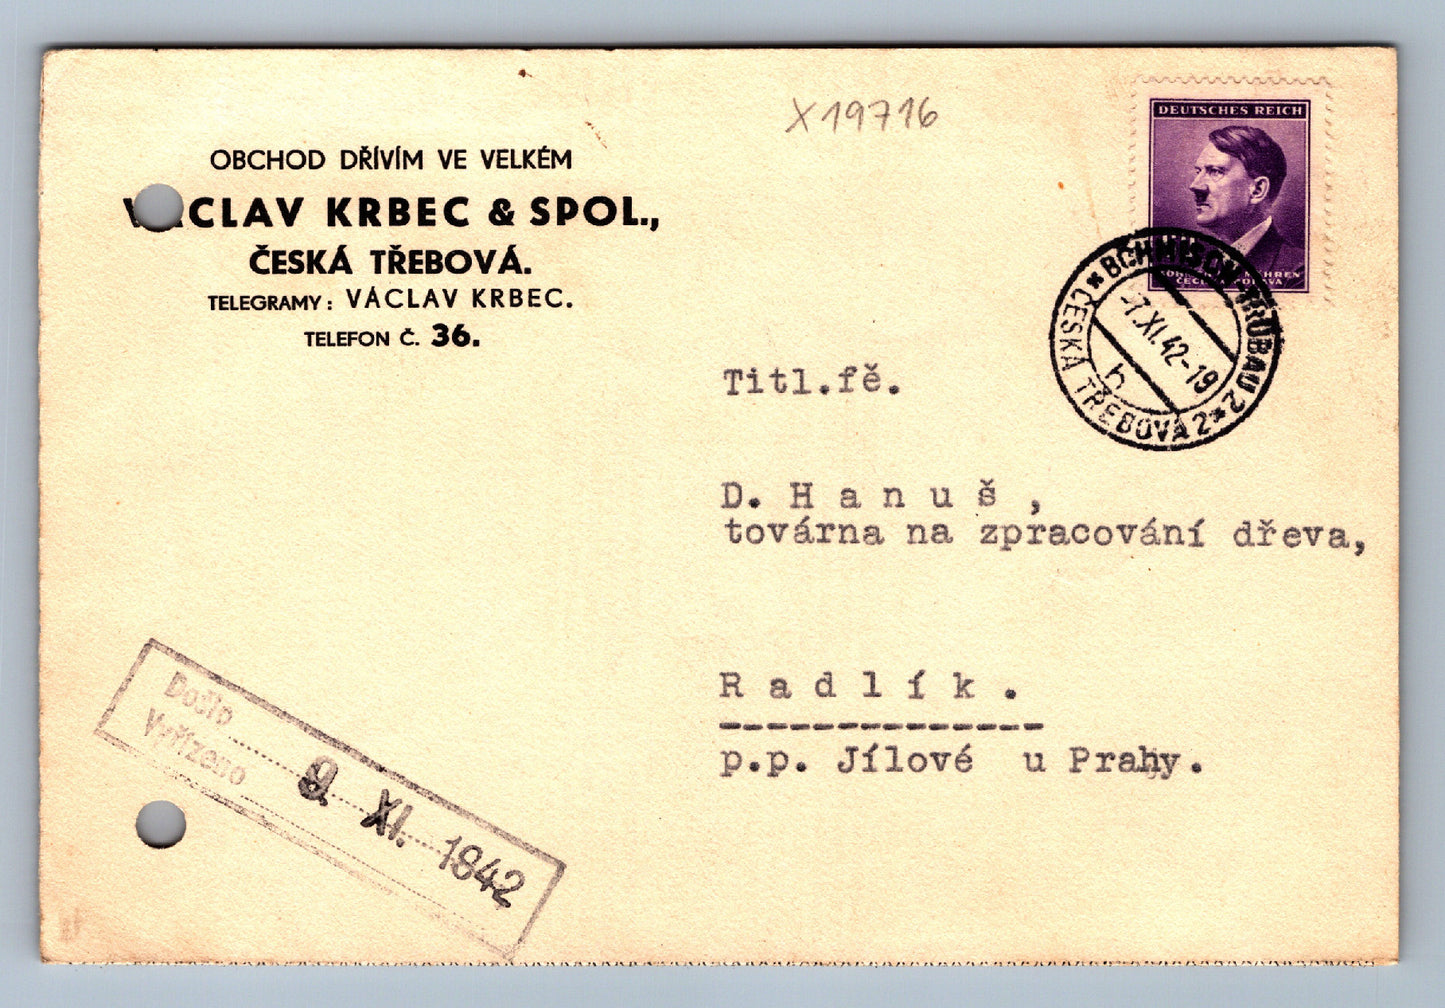 X19716
OBCHOD DŘÍVÍM VE VELKÉM
VÁCLAV KRBEC & SPOL.,
ČESKÁ TŘEBOVÁ.
TELEGRAMY: VÁCLAV KRBEC.
TELEFON Č. 36.
DEUTSCHES REICH
BÖHMISCH TRÜBAU 2
-7.XI.42-19
h
ČESKÁ TŘEBOVÁ 2
Titl.fě.
D. Hanuš,
továrna na zpracování dřeva,
Radlík.
p.p. Jílové u Prahy.
Došlo
Vyřízeno
9. XI. 1942